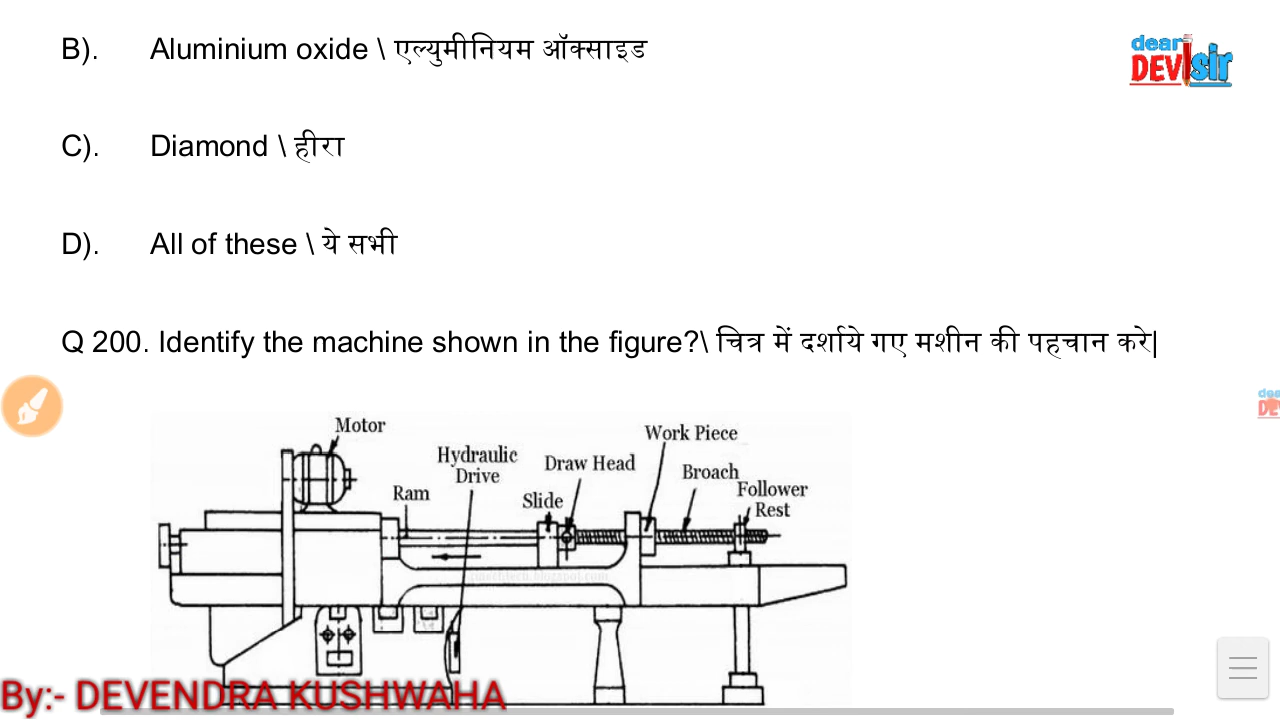 B). Aluminium oxide \ एल्युमीनियम ऑक्साइड
dear
DEV sir
C). Diamond \ हीरा
D). All of these \ ये सभी
Q 200. Identify the machine shown in the figure?\ चित्र में दर्शाये गए मशीन की पहचान करे|
Motor
Work Piece
Hydraulic
Drive
Draw Head
Broach
Ram
Slide
Follower
Rest
By:- DEVENDRA KUSHWAHA